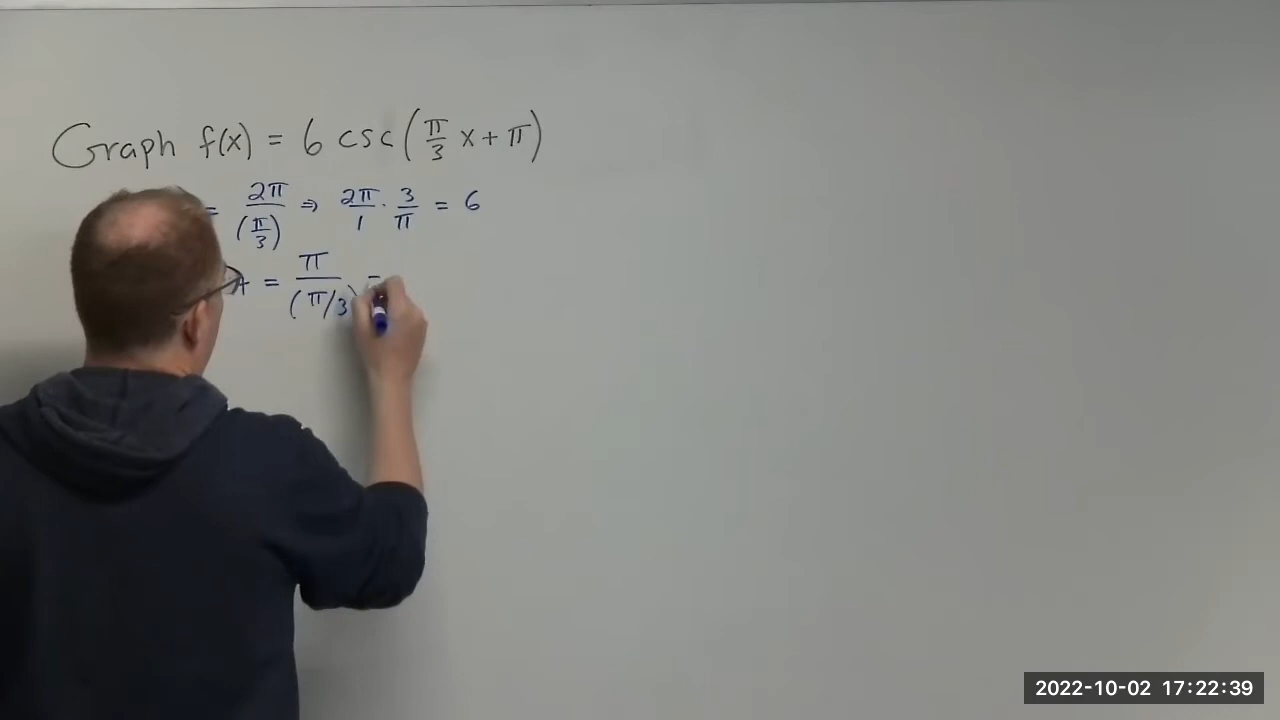 Graph f(x) = 6 csc(π/3 x + π)
= 2π/(π/3) ⇒ 2π/1 · 3/π = 6
= π/(π/3)
2022-10-02 17:22:39